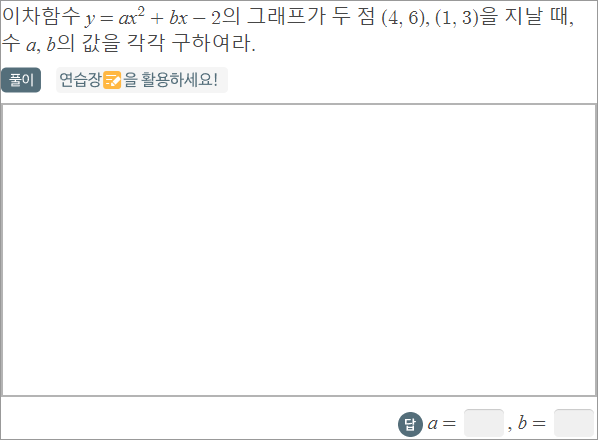 이차함수 y = ax² + bx − 2의 그래프가 두 점 (4, 6), (1, 3)을 지날 때,
수 a, b의 값을 각각 구하여라.
풀이 연습장을 활용하세요!
답 a = , b =